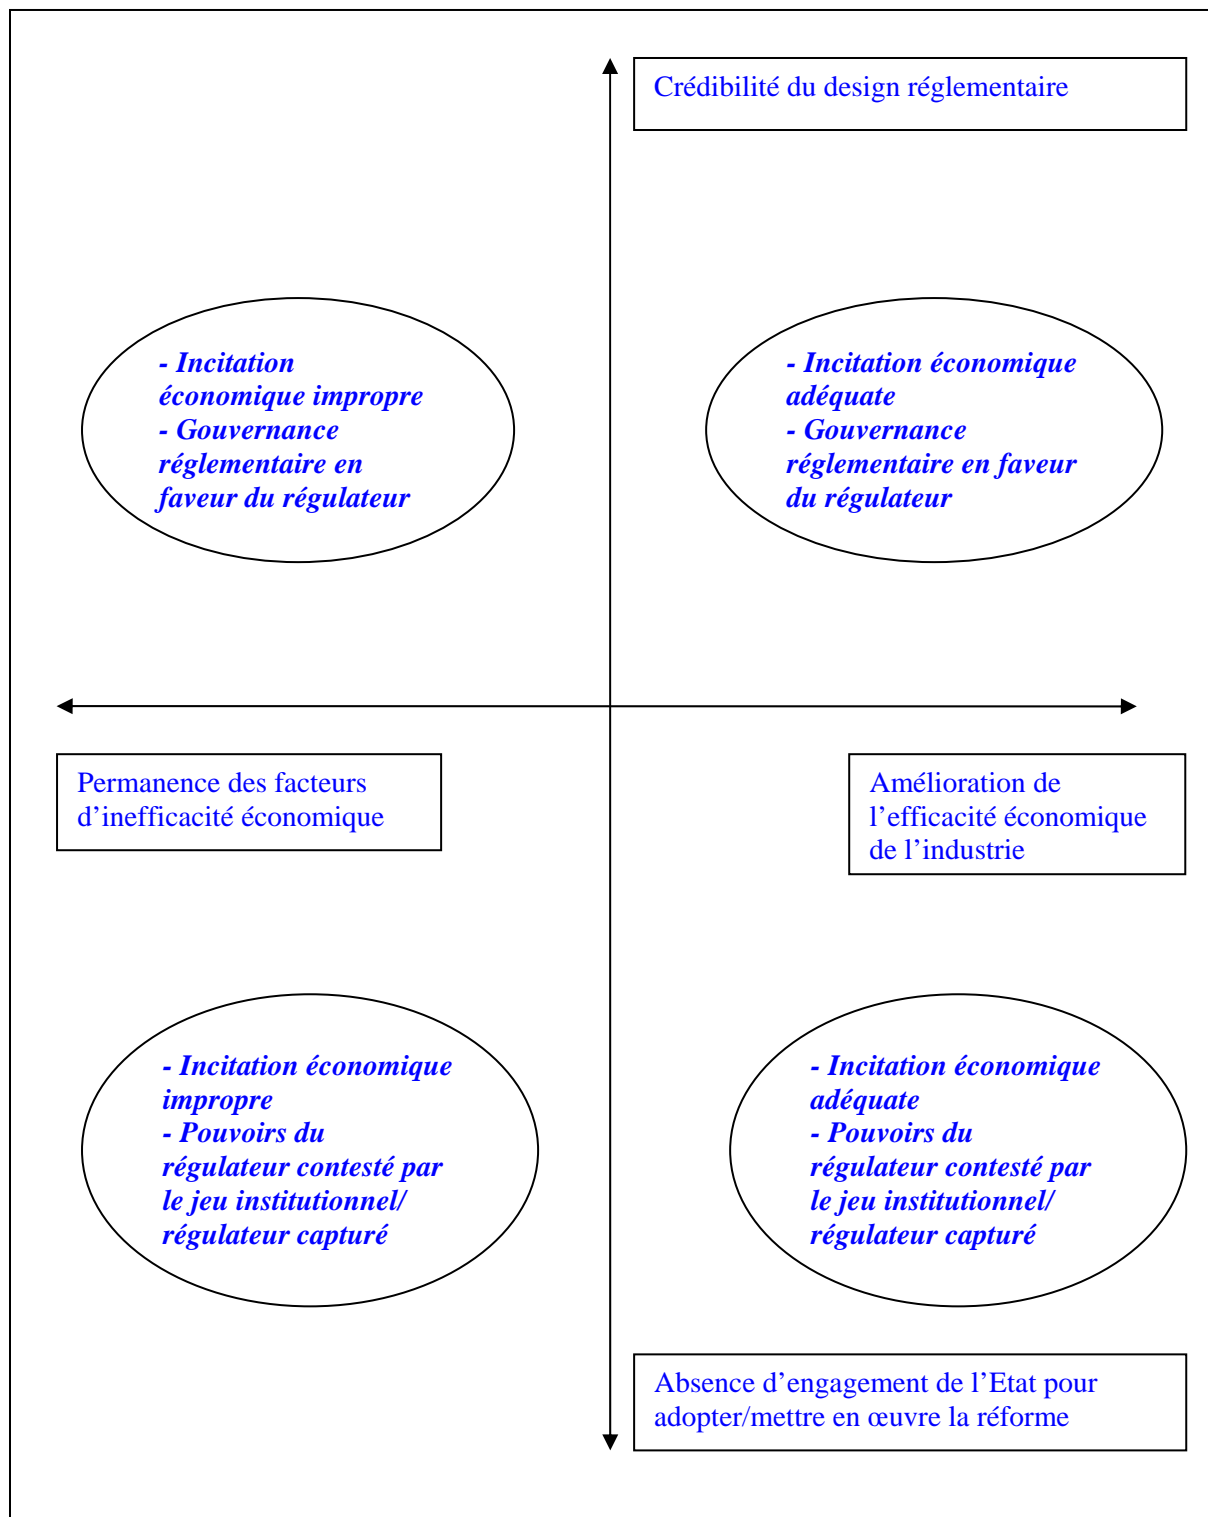 Crédibilité du design réglementaire
- Incitation
économique impropre
- Gouvernance
réglementaire en
faveur du régulateur
- Incitation économique
adéquate
- Gouvernance
réglementaire en faveur
du régulateur
Permanence des facteurs
d’inefficacité économique
Amélioration de
l’efficacité économique
de l’industrie
- Incitation économique
impropre
- Pouvoirs du
régulateur contesté par
le jeu institutionnel/
régulateur capturé
- Incitation économique
adéquate
- Pouvoirs du
régulateur contesté par
le jeu institutionnel/
régulateur capturé
Absence d’engagement de l’Etat pour
adopter/mettre en œuvre la réforme